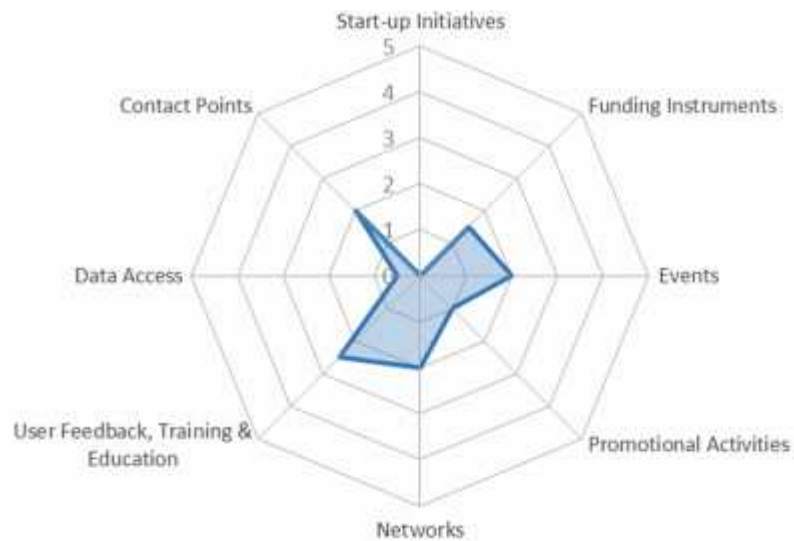 Start-up Initiatives
5
Contact Points
4
Funding Instruments
3
2
1
Data Access
0
Events
User Feedback, Training &
Education
Promotional Activities
Networks